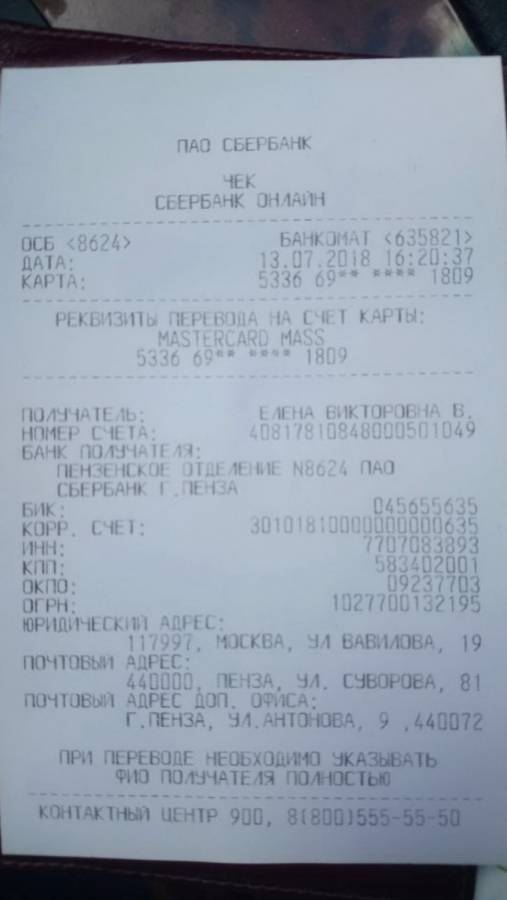 ПАО СБЕРБАНК
ЧЕК
СБЕРБАНК ОНЛАЙН
ОСБ <8624> БАНКОМАТ <635821>
ДАТА: 13.07.2018 16:20:37
КАРТА: 5336 69** **** 1809
РЕКВИЗИТЫ ПЕРЕВОДА НА СЧЕТ КАРТЫ:
MASTERCARD MASS
5336 69** **** 1809
ПОЛУЧАТЕЛЬ: ЕЛЕНА ВИКТОРОВНА В.
НОМЕР СЧЕТА: 40817810848000501049
БАНК ПОЛУЧАТЕЛЯ:
ПЕНЗЕНСКОЕ ОТДЕЛЕНИЕ N8624 ПАО
СБЕРБАНК Г.ПЕНЗА
БИК: 045655635
КОРР. СЧЕТ: 30101810000000000635
ИНН: 7707083893
КПП: 583402001
ОКПО: 09237703
ОГРН: 1027700132195
ЮРИДИЧЕСКИЙ АДРЕС:
117997, МОСКВА, УЛ ВАВИЛОВА, 19
ПОЧТОВЫЙ АДРЕС:
440000, ПЕНЗА, УЛ. СУВОРОВА, 81
ПОЧТОВЫЙ АДРЕС ДОП. ОФИСА:
Г.ПЕНЗА, УЛ.АНТОНОВА, 9 ,440072
ПРИ ПЕРЕВОДЕ НЕОБХОДИМО УКАЗЫВАТЬ
ФИО ПОЛУЧАТЕЛЯ ПОЛНОСТЬЮ
КОНТАКТНЫЙ ЦЕНТР 900, 8(800)555-55-50